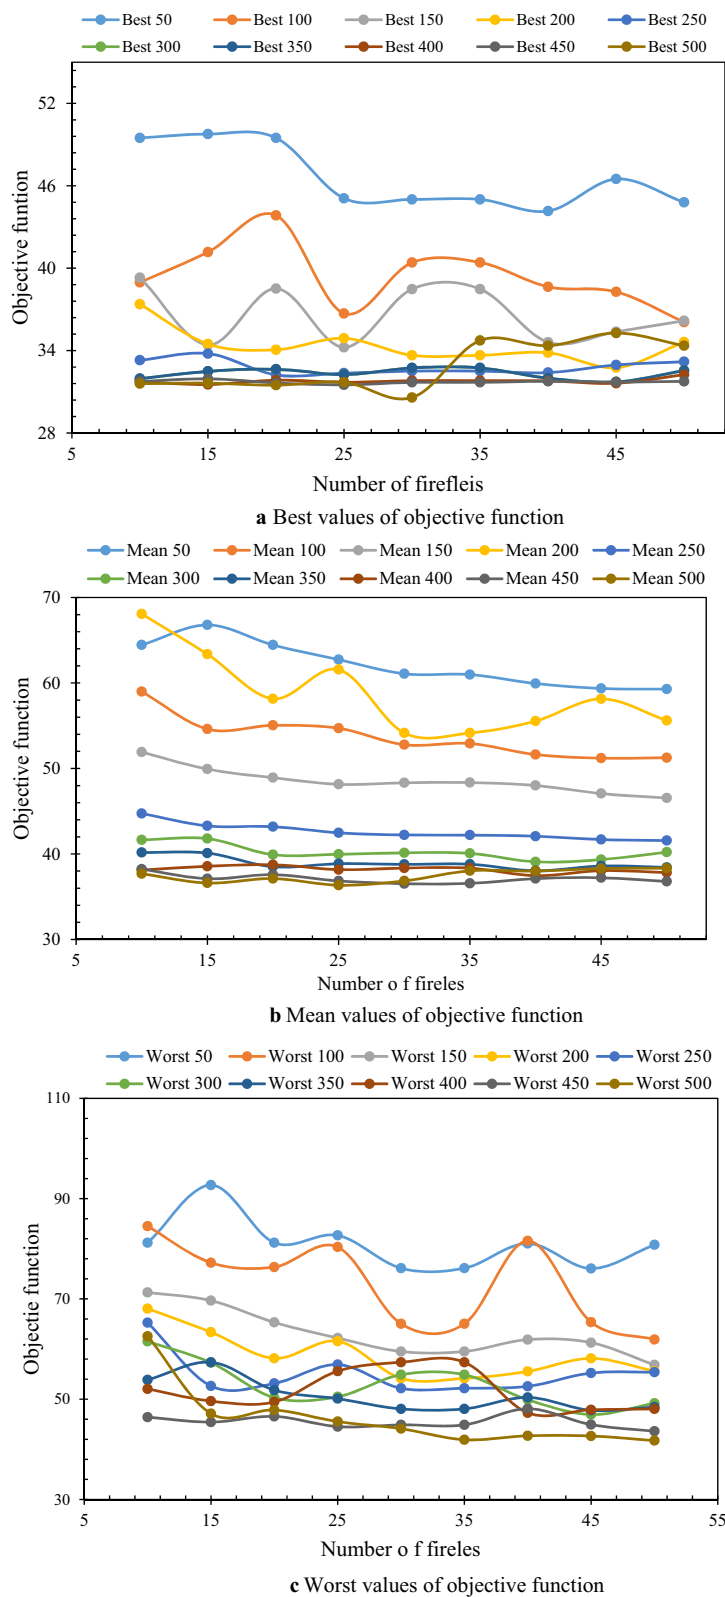 Best 50 Best 100 Best 150 Best 200 Best 250
Best 300 Best 350 Best 400 Best 450 Best 500
52
46
40
34
28
Objective funtion
5 15 25 35 45
Number of firefleis
a Best values of objective function
Mean 50 Mean 100 Mean 150 Mean 200 Mean 250
Mean 300 Mean 350 Mean 400 Mean 450 Mean 500
70
60
50
40
30
Objective function
5 15 25 35 45
Number o f fireles
b Mean values of objective function
Worst 50 Worst 100 Worst 150 Worst 200 Worst 250
Worst 300 Worst 350 Worst 400 Worst 450 Worst 500
110
90
70
50
30
Objectie function
5 15 25 35 45 55
Number o f fireles
c Worst values of objective function